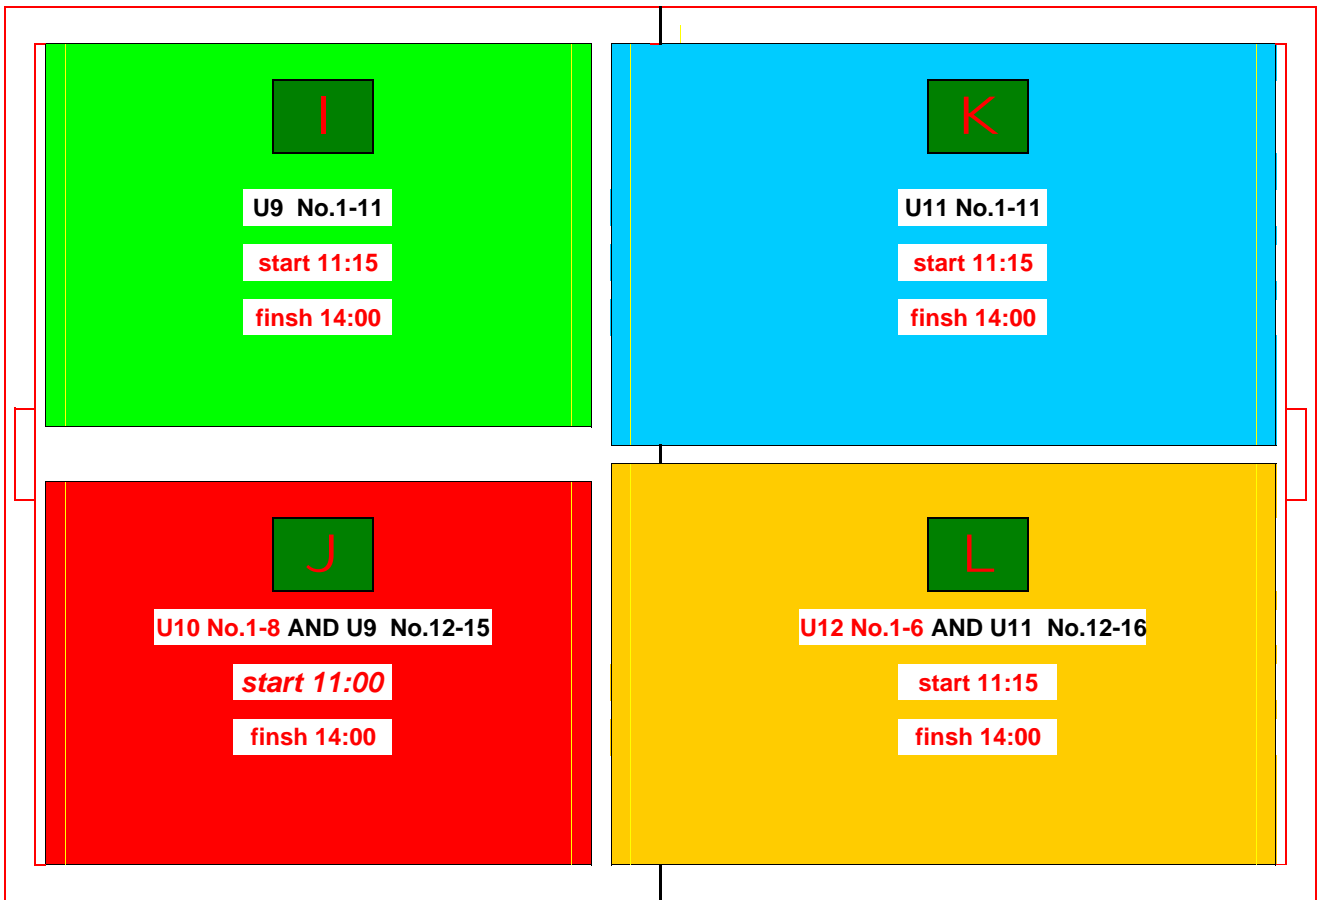 I
U9 No.1-11
start 11:15
finsh 14:00
K
U11 No.1-11
start 11:15
finsh 14:00
J
U10 No.1-8 AND U9 No.12-15
start 11:00
finsh 14:00
L
U12 No.1-6 AND U11 No.12-16
start 11:15
finsh 14:00